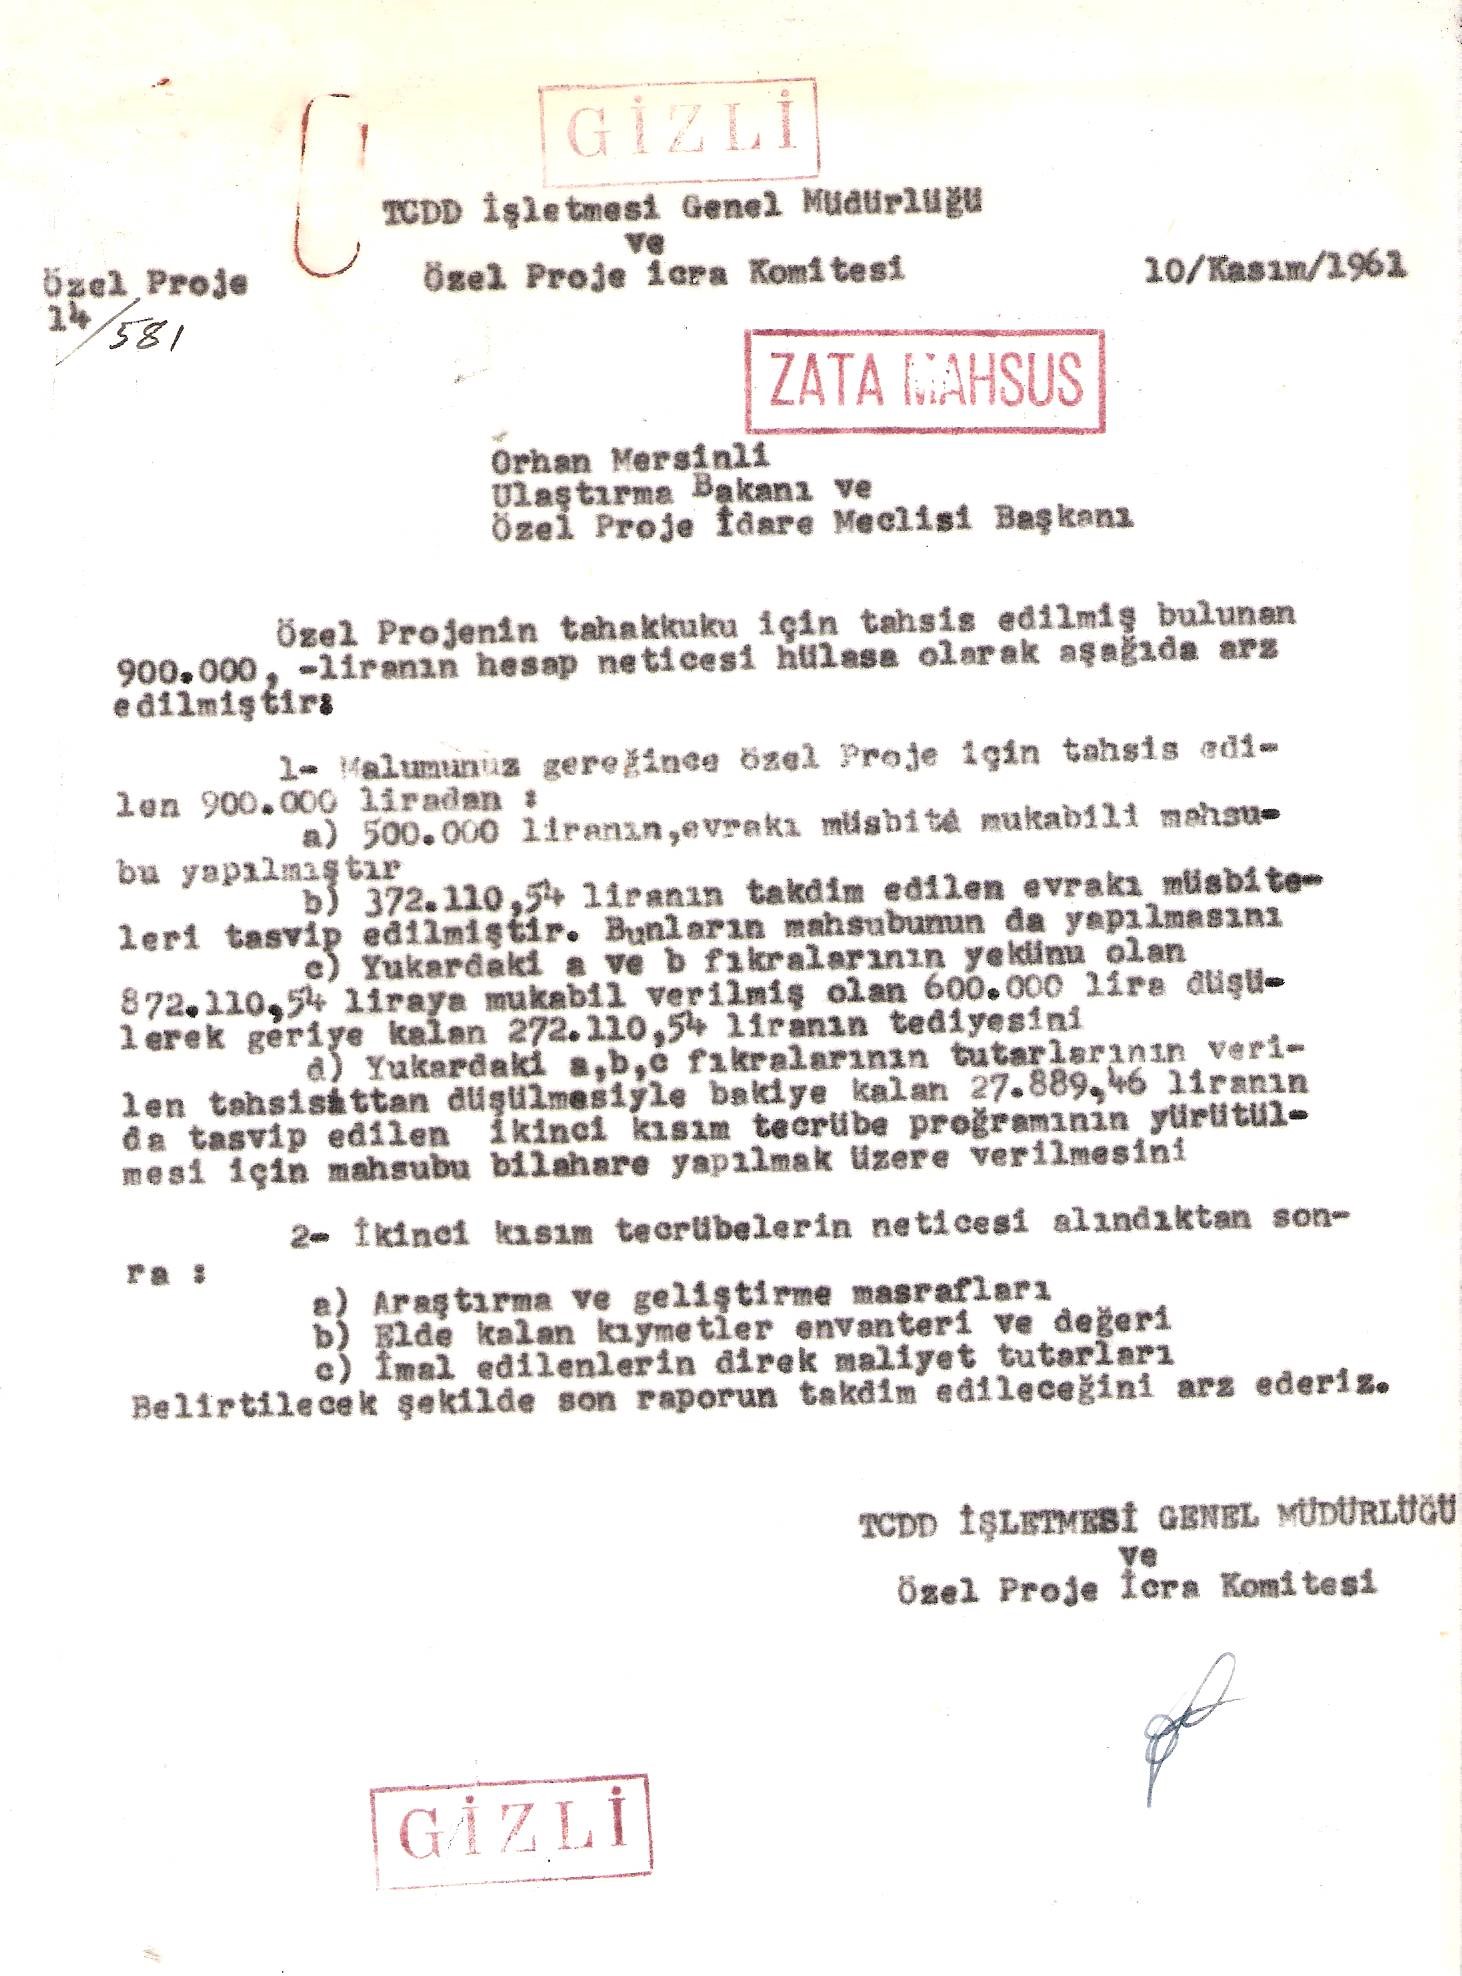 GİZLİ
TCDD İşletmesi Genel Müdürlüğü
ve
Özel Proje icra Komitesi
10/Kasım/1961
Özel Proje
14/581
ZATA MAHSUS
Orhan Mersinli
Ulaştırma Bakanı ve
Özel Proje İdare Meclisi Başkanı
Özel Projenin tahakkuku için tahsis edilmiş bulunan
900.000, -liranın hesap neticesi hülasa olarak aşağıda arz
edilmiştir:
1- Malumunuz gereğince özel Proje için tahsis edi-
len 900.000 liradan :
a) 500.000 liranın,evrakı müsbite mukabili mahsu-
bu yapılmıştır
b) 372.110,54 liranın takdim edilen evrakı müsbite-
leri tasvip edilmiştir. Bunların mahsubunun da yapılmasını
c) Yukardaki a ve b fıkralarının yekûnu olan
872.110,54 liraya mukabil verilmiş olan 600.000 lira düşü-
lerek geriye kalan 272.110,54 liranın tediyesini
d) Yukardaki a,b,c fıkralarının tutarlarının veri-
len tahsisattan düşülmesiyle bakiye kalan 27.889,46 liranın
da tasvip edilen ikinci kısım tecrübe proğramının yürütül-
mesi için mahsubu bilahare yapılmak üzere verilmesini
2- İkinci kısım tecrübelerin neticesi alındıktan son-
ra :
a) Araştırma ve geliştirme masrafları
b) Elde kalan kıymetler envanteri ve değeri
c) İmal edilenlerin direk maliyet tutarları
Belirtilecek şekilde son raporun takdim edileceğini arz ederiz.
TCDD İŞLETMESİ GENEL MÜDÜRLÜĞÜ
ve
Özel Proje İcra Komitesi
GİZLİ